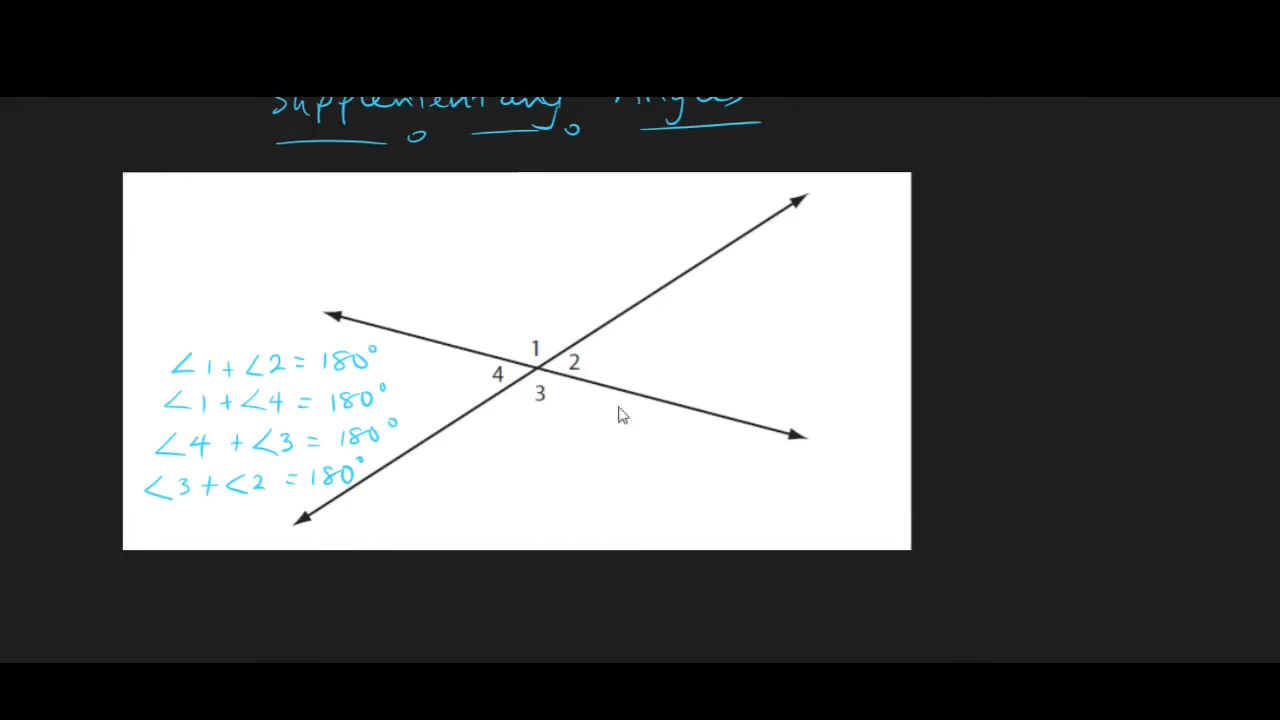 Supplementary Angles
1
2
4
3
∠1 + ∠2 = 180°
∠1 + ∠4 = 180°
∠4 + ∠3 = 180°
∠3 + ∠2 = 180°